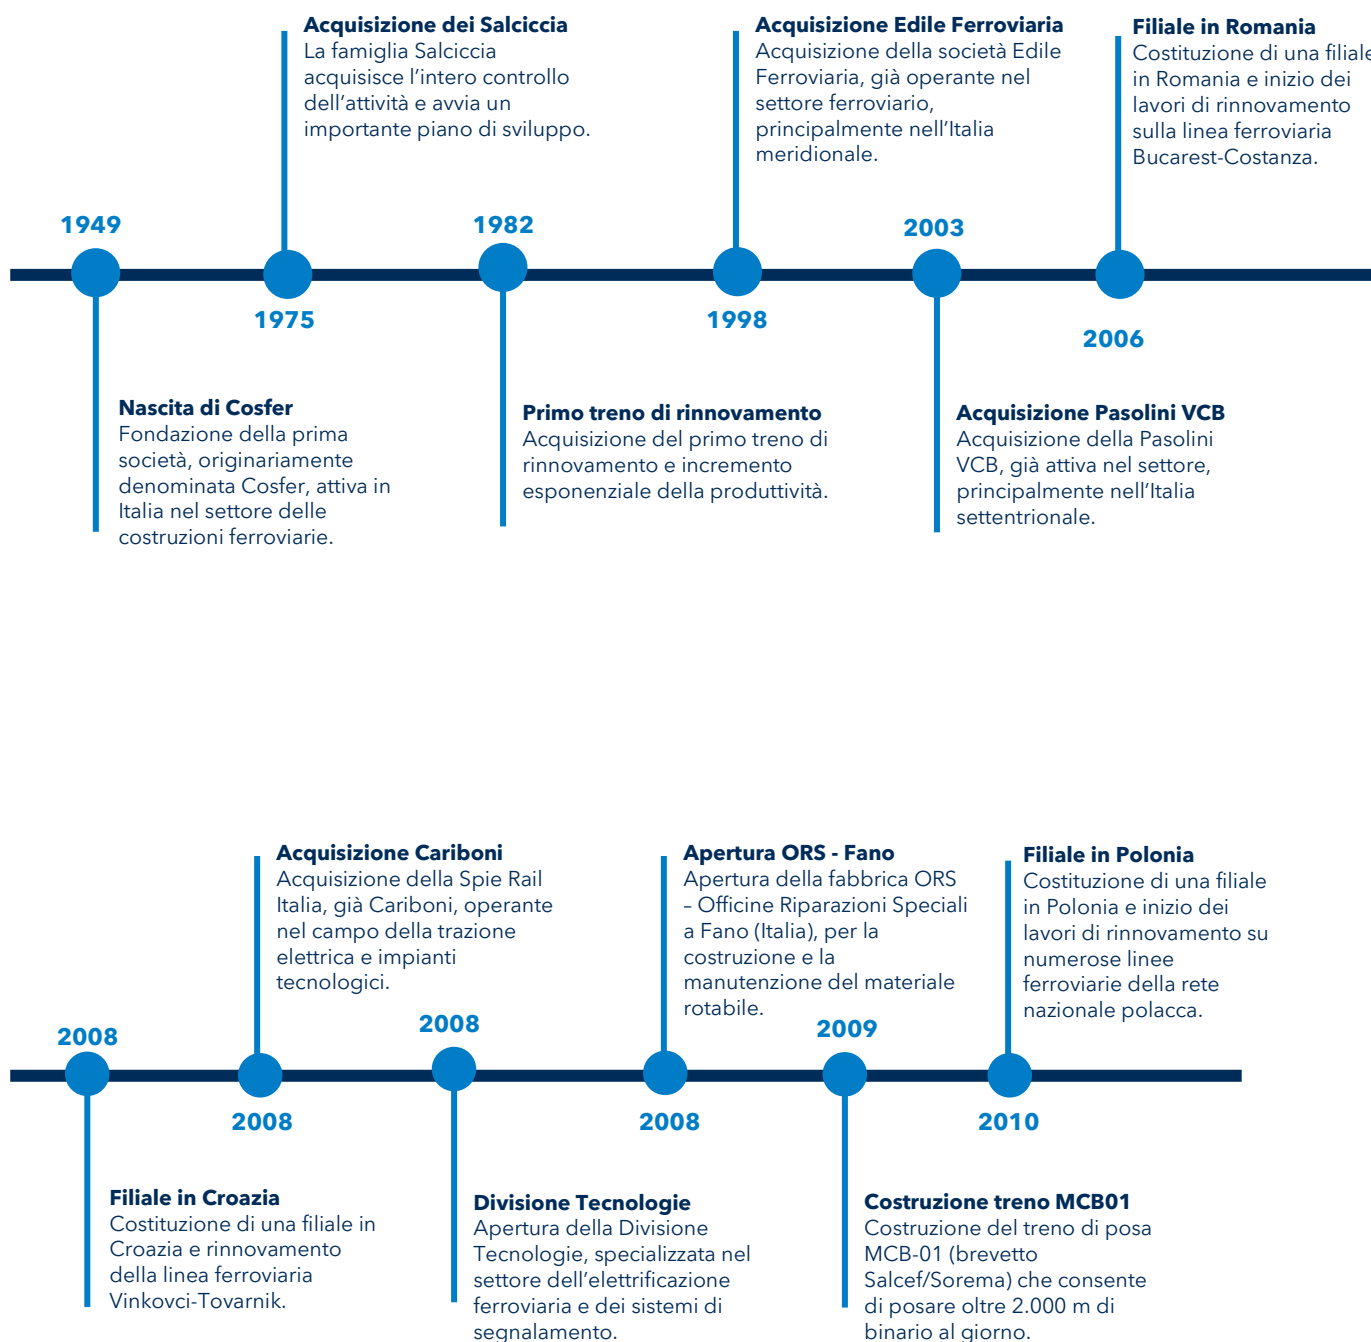 Acquisizione dei Salciccia
La famiglia Salciccia
acquisisce l’intero controllo
dell’attività e avvia un
importante piano di sviluppo.
Acquisizione Edile Ferroviaria
Acquisizione della società Edile
Ferroviaria, già operante nel
settore ferroviario,
principalmente nell’Italia
meridionale.
Filiale in Romania
Costituzione di una filiale
in Romania e inizio dei
lavori di rinnovamento
sulla linea ferroviaria
Bucarest-Costanza.
1949
1975
1982
1998
2003
2006
Nascita di Cosfer
Fondazione della prima
società, originariamente
denominata Cosfer, attiva in
Italia nel settore delle
costruzioni ferroviarie.
Primo treno di rinnovamento
Acquisizione del primo treno di
rinnovamento e incremento
esponenziale della produttività.
Acquisizione Pasolini VCB
Acquisizione della Pasolini
VCB, già attiva nel settore,
principalmente nell’Italia
settentrionale.
Acquisizione Cariboni
Acquisizione della Spie Rail
Italia, già Cariboni, operante
nel campo della trazione
elettrica e impianti
tecnologici.
Apertura ORS - Fano
Apertura della fabbrica ORS
– Officine Riparazioni Speciali
a Fano (Italia), per la
costruzione e la
manutenzione del materiale
rotabile.
Filiale in Polonia
Costituzione di una filiale
in Polonia e inizio dei
lavori di rinnovamento su
numerose linee
ferroviarie della rete
nazionale polacca.
2008
2008
2008
2008
2009
2010
Filiale in Croazia
Costituzione di una filiale in
Croazia e rinnovamento
della linea ferroviaria
Vinkovci-Tovarnik.
Divisione Tecnologie
Apertura della Divisione
Tecnologie, specializzata nel
settore dell’elettrificazione
ferroviaria e dei sistemi di
segnalamento.
Costruzione treno MCB01
Costruzione del treno di posa
MCB-01 (brevetto
Salcef/Sorema) che consente
di posare oltre 2.000 m di
binario al giorno.